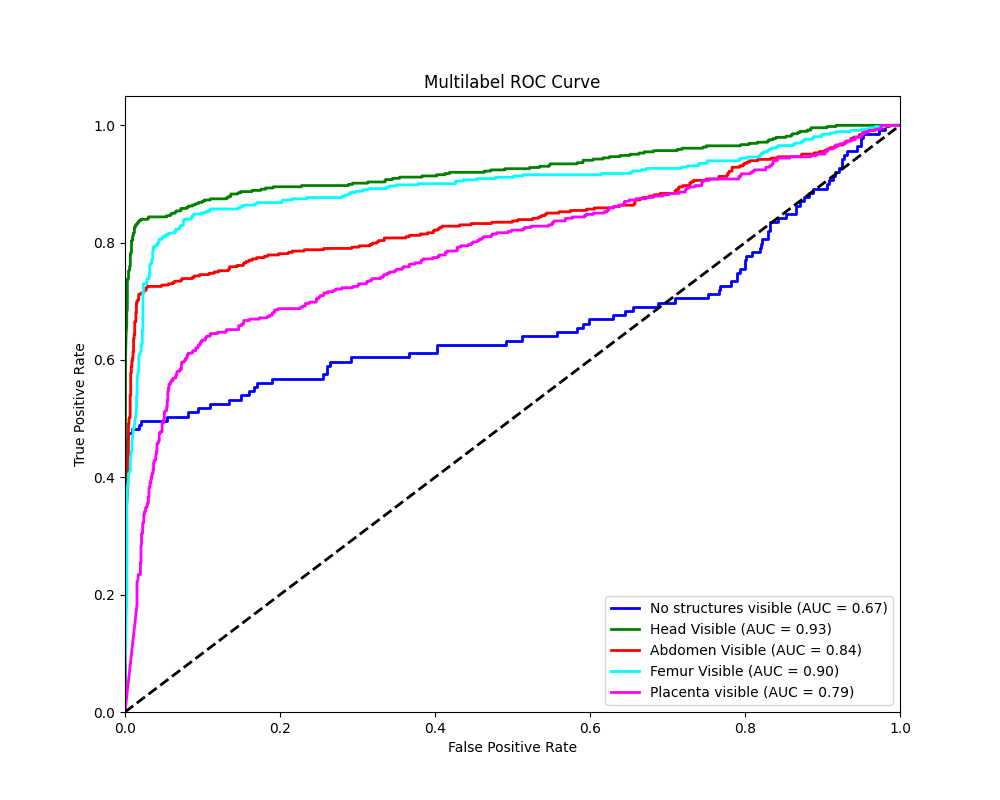 Multilabel ROC Curve
True Positive Rate
1.0
0.8
0.6
0.4
0.2
0.0
0.0 0.2 0.4 0.6 0.8 1.0
False Positive Rate
No structures visible (AUC = 0.67)
Head Visible (AUC = 0.93)
Abdomen Visible (AUC = 0.84)
Femur Visible (AUC = 0.90)
Placenta visible (AUC = 0.79)